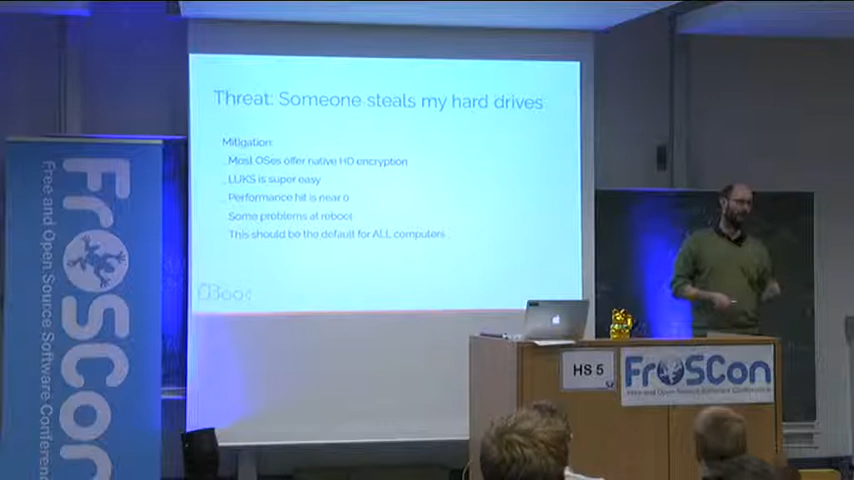 Threat: Someone steals my hard drives
Mitigation:
Most OSes offer native HD encryption
LUKS is super easy
Performance hit is near 0
Some problems at reboot
This should be the default for ALL computers
FrOSCon
Free and Open Source Software Conference
HS 5
FrOSCon
Free and Open Source Software Conference